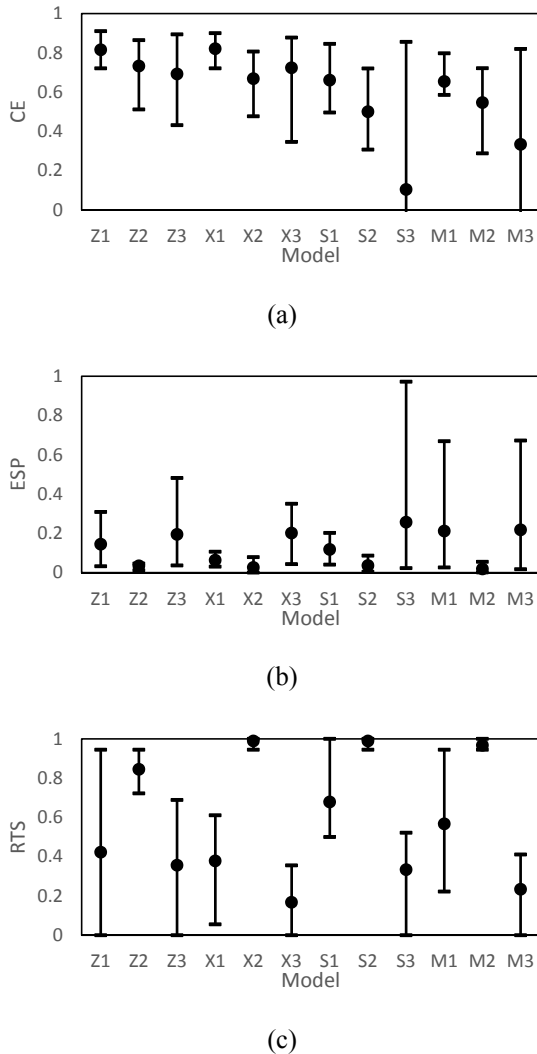 1
0.8
0.6
0.4
0.2
0
CE
Z1 Z2 Z3 X1 X2 X3 S1 S2 S3 M1 M2 M3
Model
(a)
1
0.8
0.6
0.4
0.2
0
ESP
Z1 Z2 Z3 X1 X2 X3 S1 S2 S3 M1 M2 M3
Model
(b)
1
0.8
0.6
0.4
0.2
0
RTS
Z1 Z2 Z3 X1 X2 X3 S1 S2 S3 M1 M2 M3
Model
(c)